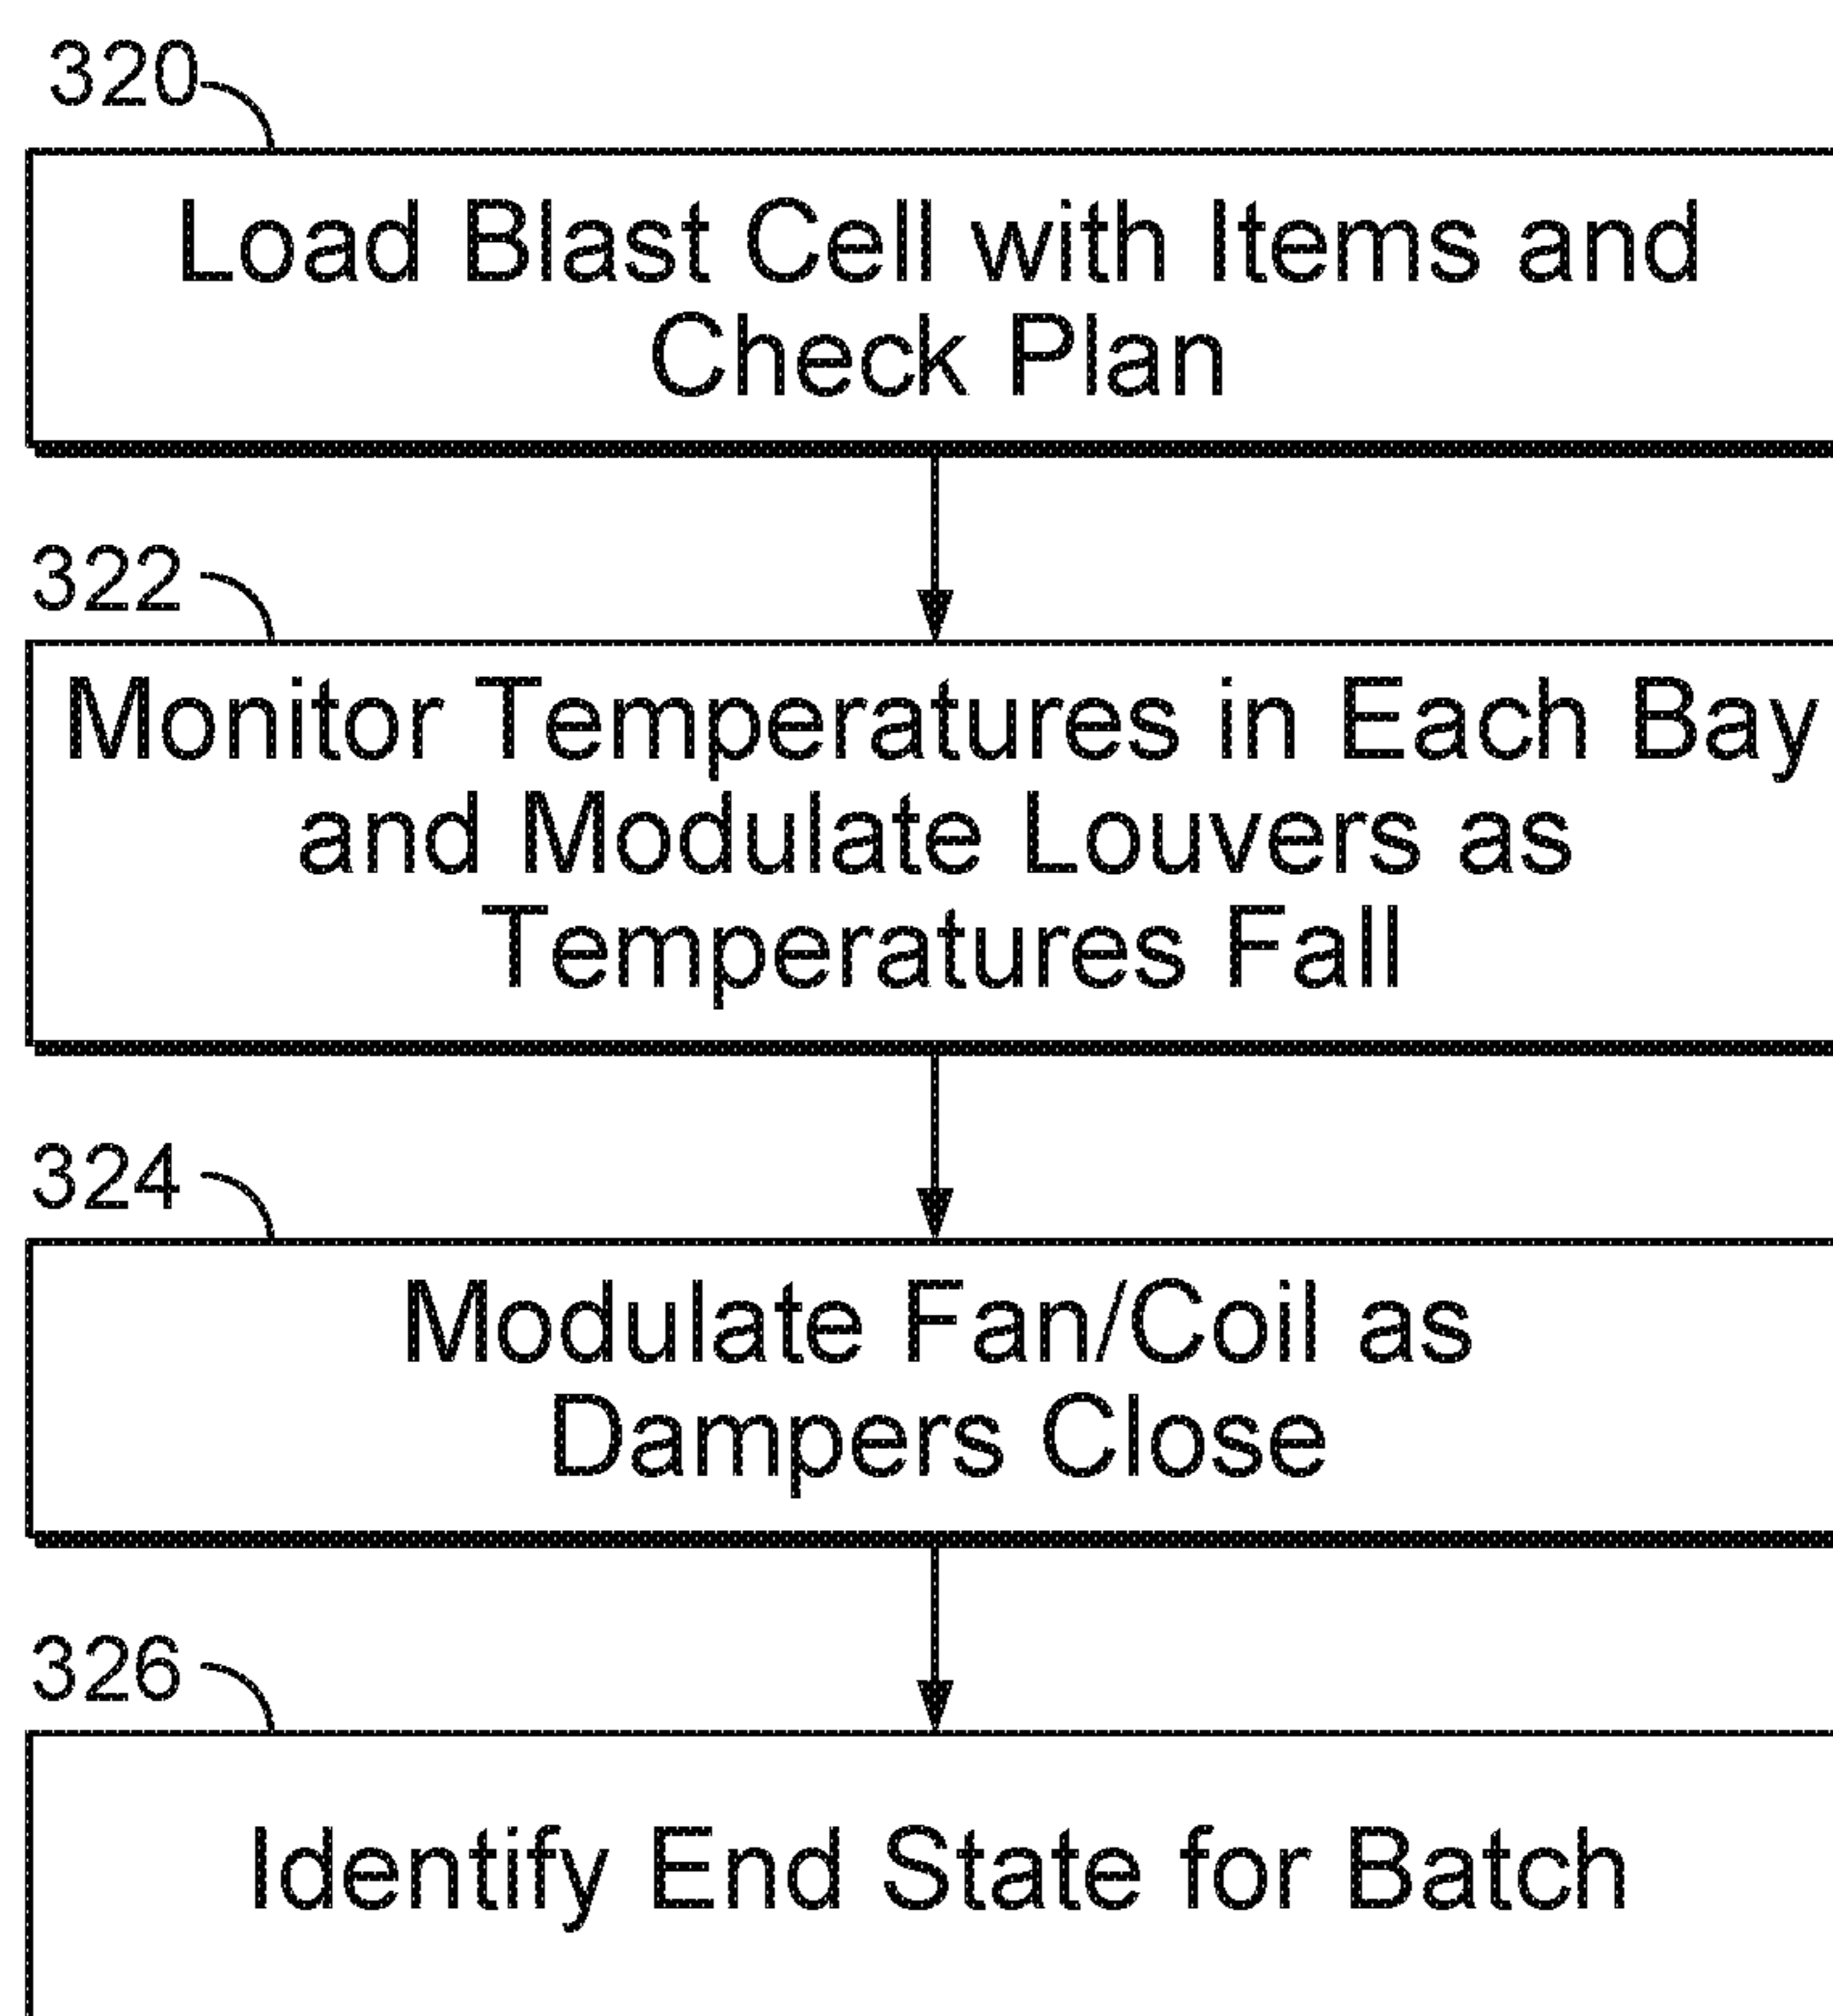 320
Load Blast Cell with Items and
Check Plan
322
Monitor Temperatures in Each Bay
and Modulate Louvers as
Temperatures Fall
324
Modulate Fan/Coil as
Dampers Close
326
Identify End State for Batch